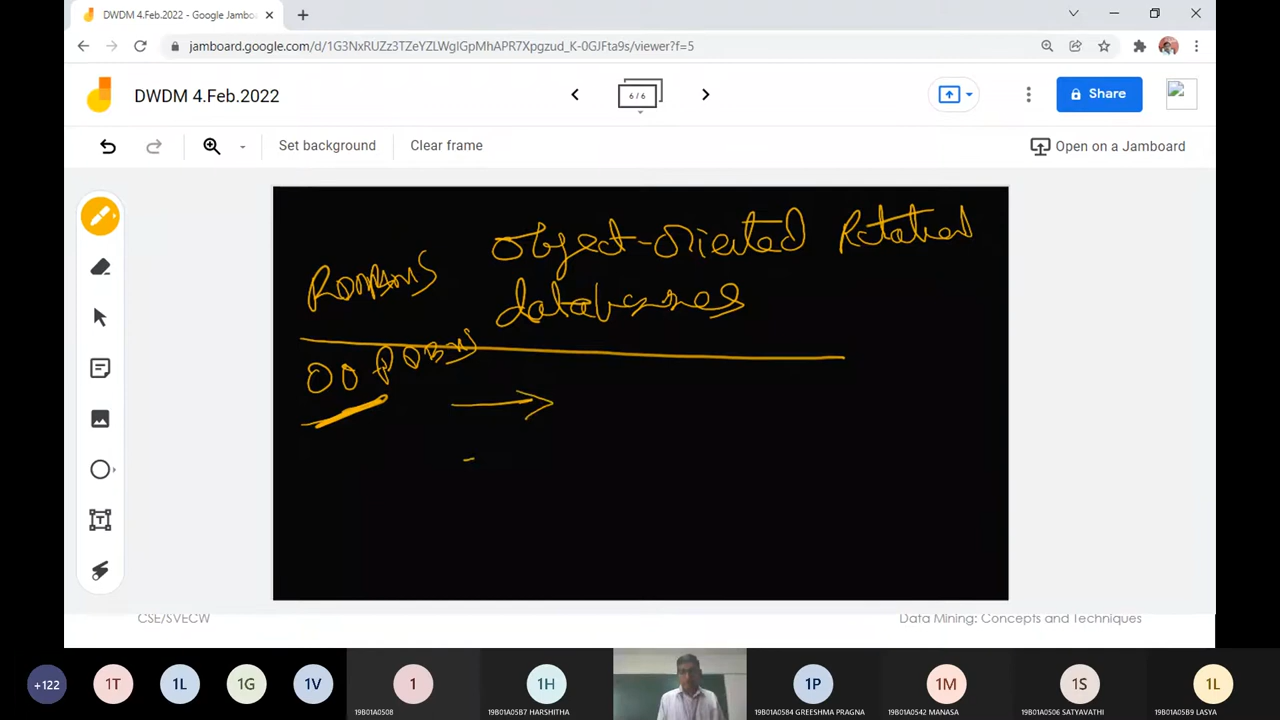 DWDM 4.Feb.2022 - Google Jambo
jamboard.google.com/d/1G3NxRUZz3TZeYZLWglGpMhAPR7Xpgzud_K-0GJFta9s/viewer?f=5
DWDM 4.Feb.2022
6 / 6
Share
Set background
Clear frame
Open on a Jamboard
object-oriented
databases
OO RDBMS
CSE/SVECW
Data Mining: Concepts and Techniques
+122
1T
1L
1G
1V
1
1H
1P
1M
1S
1L
19B01A0508
19B01A05B7 HARSHITHA
19B01A0584 GREESHMA PRAGNA
19B01A0542 MANASA
19B01A0506 SATYAVATHI
19B01A05B9 LASYA